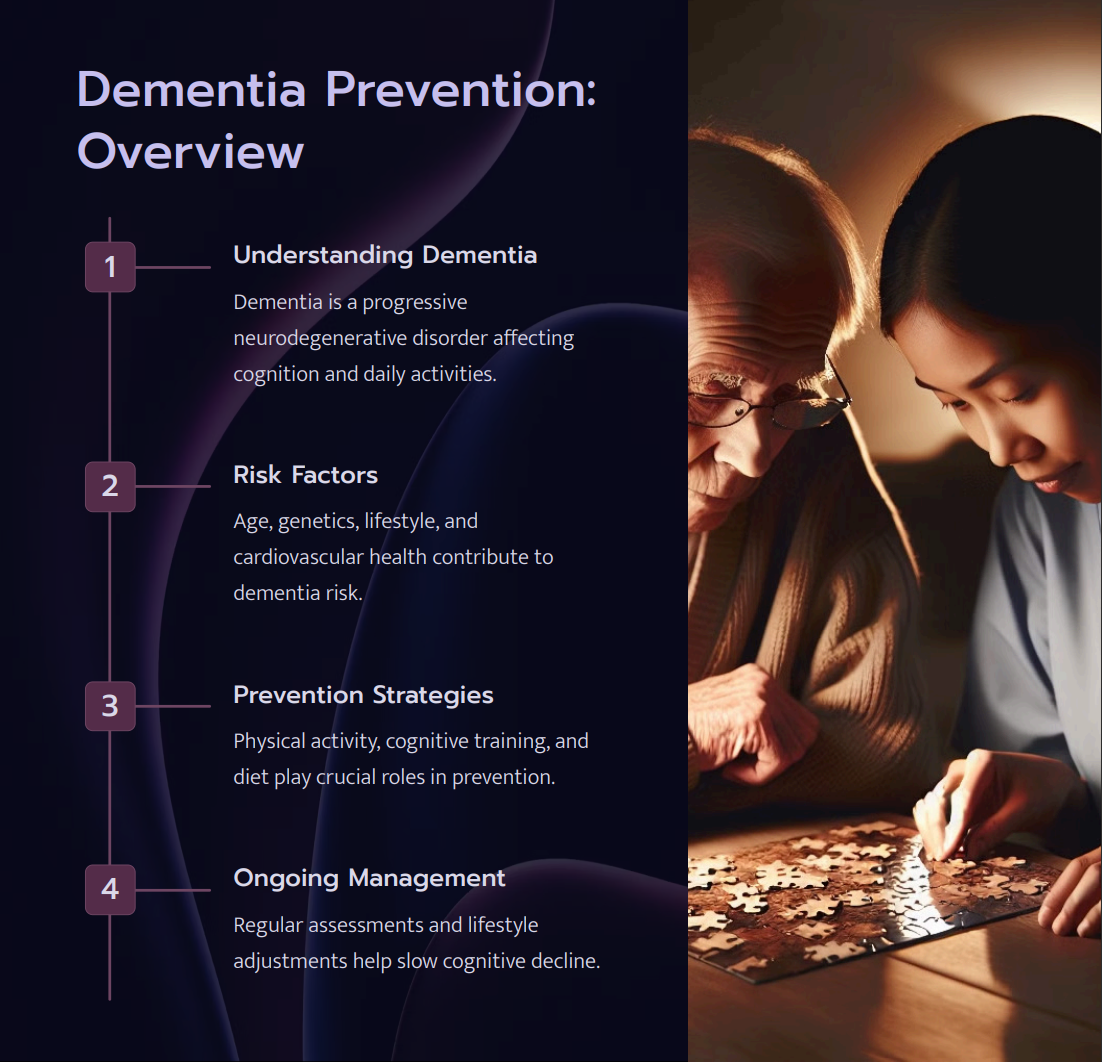 Dementia Prevention:
Overview
1
Understanding Dementia
Dementia is a progressive
neurodegenerative disorder affecting
cognition and daily activities.
2
Risk Factors
Age, genetics, lifestyle, and
cardiovascular health contribute to
dementia risk.
3
Prevention Strategies
Physical activity, cognitive training, and
diet play crucial roles in prevention.
4
Ongoing Management
Regular assessments and lifestyle
adjustments help slow cognitive decline.